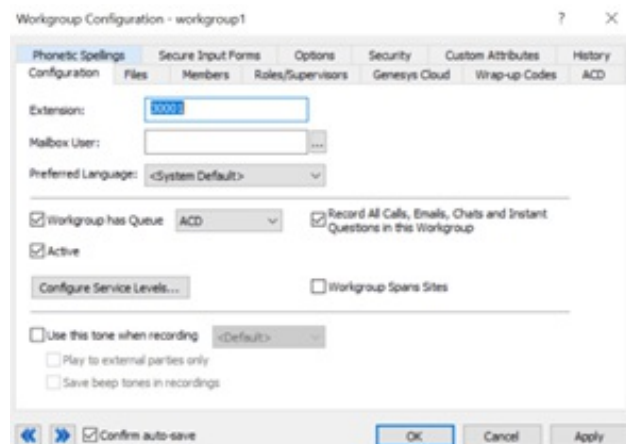 Workgroup Configuration - workgroup1 ? ×
Phonetic Spellings Secure Input Forms Options Security Custom Attributes History
Configuration Files Members Roles/Supervisors Genesys Cloud Wrap-up Codes ACD
Extension: 30001
Mailbox User: ...
Preferred Language: <System Default>
Workgroup has Queue ACD Record All Calls, Emails, Chats and Instant
Questions in this Workgroup
Active
Configure Service Levels... Workgroup Spans Sites
Use this tone when recording <Default>
Play to external parties only
Save beep tones in recordings
Confirm auto-save OK Cancel Apply